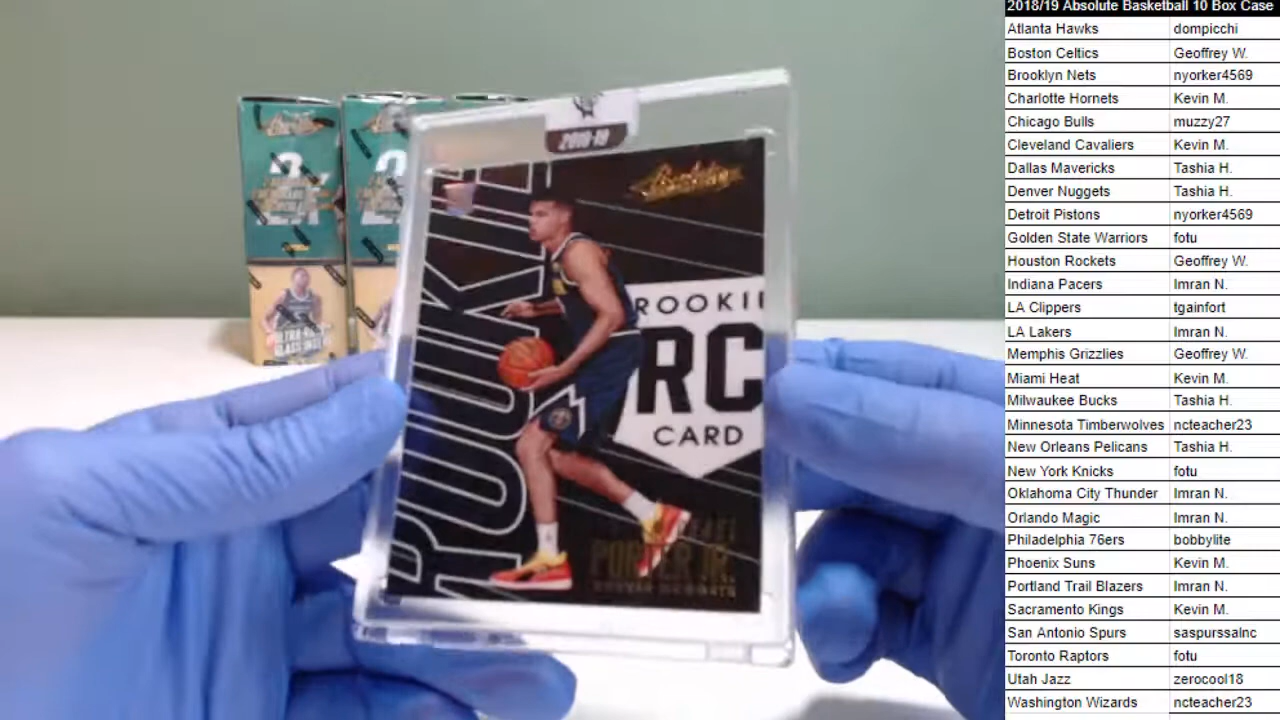 2018-19
Absolute
ROOKIE
ROOKIE
RC
CARD
PORTER JR.
DENVER NUGGETS
2018/19 Absolute Basketball 10 Box Case
Atlanta Hawks dompicchi
Boston Celtics Geoffrey W.
Brooklyn Nets nyorker4569
Charlotte Hornets Kevin M.
Chicago Bulls muzzy27
Cleveland Cavaliers Kevin M.
Dallas Mavericks Tashia H.
Denver Nuggets Tashia H.
Detroit Pistons nyorker4569
Golden State Warriors fotu
Houston Rockets Geoffrey W.
Indiana Pacers Imran N.
LA Clippers tgainfort
LA Lakers Imran N.
Memphis Grizzlies Geoffrey W.
Miami Heat Kevin M.
Milwaukee Bucks Tashia H.
Minnesota Timberwolves ncteacher23
New Orleans Pelicans Tashia H.
New York Knicks fotu
Oklahoma City Thunder Imran N.
Orlando Magic Imran N.
Philadelphia 76ers bobbylite
Phoenix Suns Kevin M.
Portland Trail Blazers Imran N.
Sacramento Kings Kevin M.
San Antonio Spurs saspurssalnc
Toronto Raptors fotu
Utah Jazz zerocool18
Washington Wizards ncteacher23